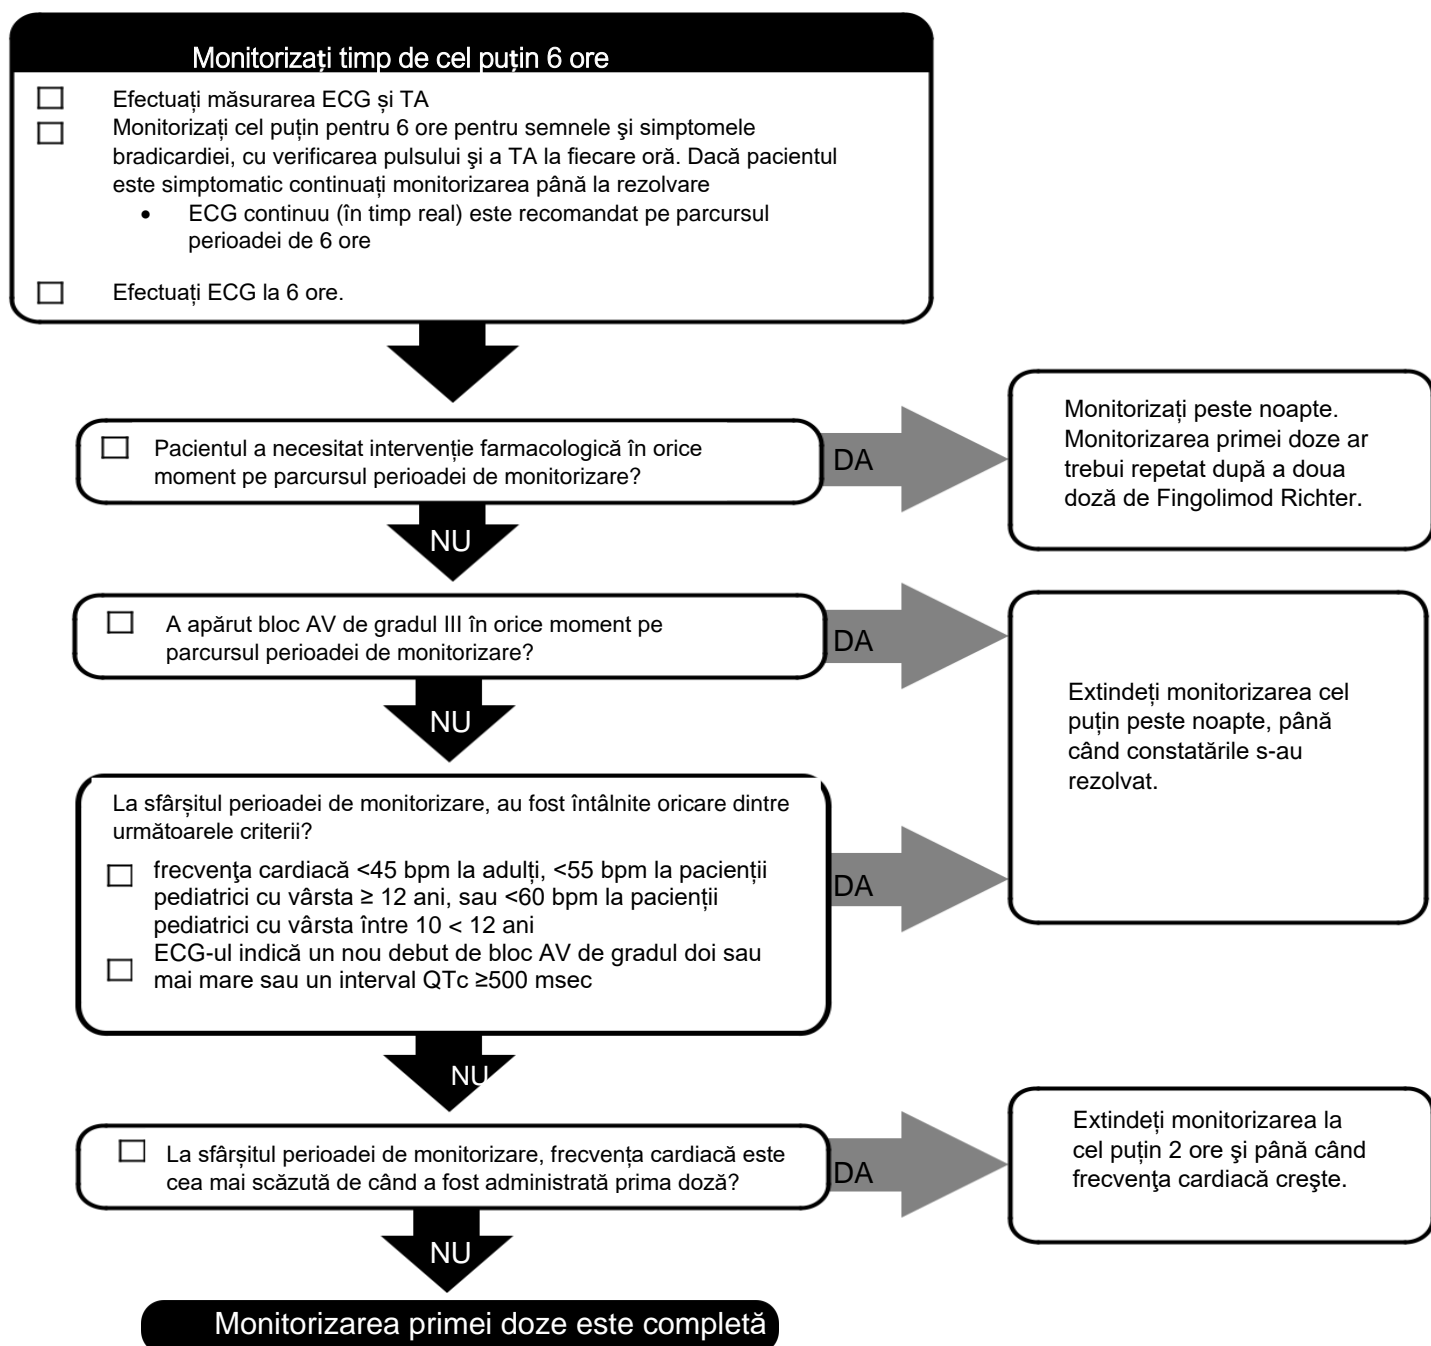 Monitorizați timp de cel puțin 6 ore
Efectuați măsurarea ECG și TA
Monitorizați cel puțin pentru 6 ore pentru semnele şi simptomele
bradicardiei, cu verificarea pulsului şi a TA la fiecare oră. Dacă pacientul
este simptomatic continuați monitorizarea până la rezolvare
• ECG continuu (în timp real) este recomandat pe parcursul
perioadei de 6 ore
Efectuați ECG la 6 ore.
Pacientul a necesitat intervenție farmacologică în orice
moment pe parcursul perioadei de monitorizare?
DA
Monitorizați peste noapte.
Monitorizarea primei doze ar
trebui repetat după a doua
doză de Fingolimod Richter.
NU
A apărut bloc AV de gradul III în orice moment pe
parcursul perioadei de monitorizare?
DA
Extindeți monitorizarea cel
puțin peste noapte, până
când constatările s-au
rezolvat.
NU
La sfârșitul perioadei de monitorizare, au fost întâlnite oricare dintre
următoarele criterii?
frecvenţa cardiacă <45 bpm la adulți, <55 bpm la pacienții
pediatrici cu vârsta ≥ 12 ani, sau <60 bpm la pacienții
pediatrici cu vârsta între 10 < 12 ani
ECG-ul indică un nou debut de bloc AV de gradul doi sau
mai mare sau un interval QTc ≥500 msec
DA
NU
La sfârșitul perioadei de monitorizare, frecvența cardiacă este
cea mai scăzută de când a fost administrată prima doză?
DA
Extindeți monitorizarea la
cel puțin 2 ore şi până când
frecvenţa cardiacă creşte.
NU
Monitorizarea primei doze este completă